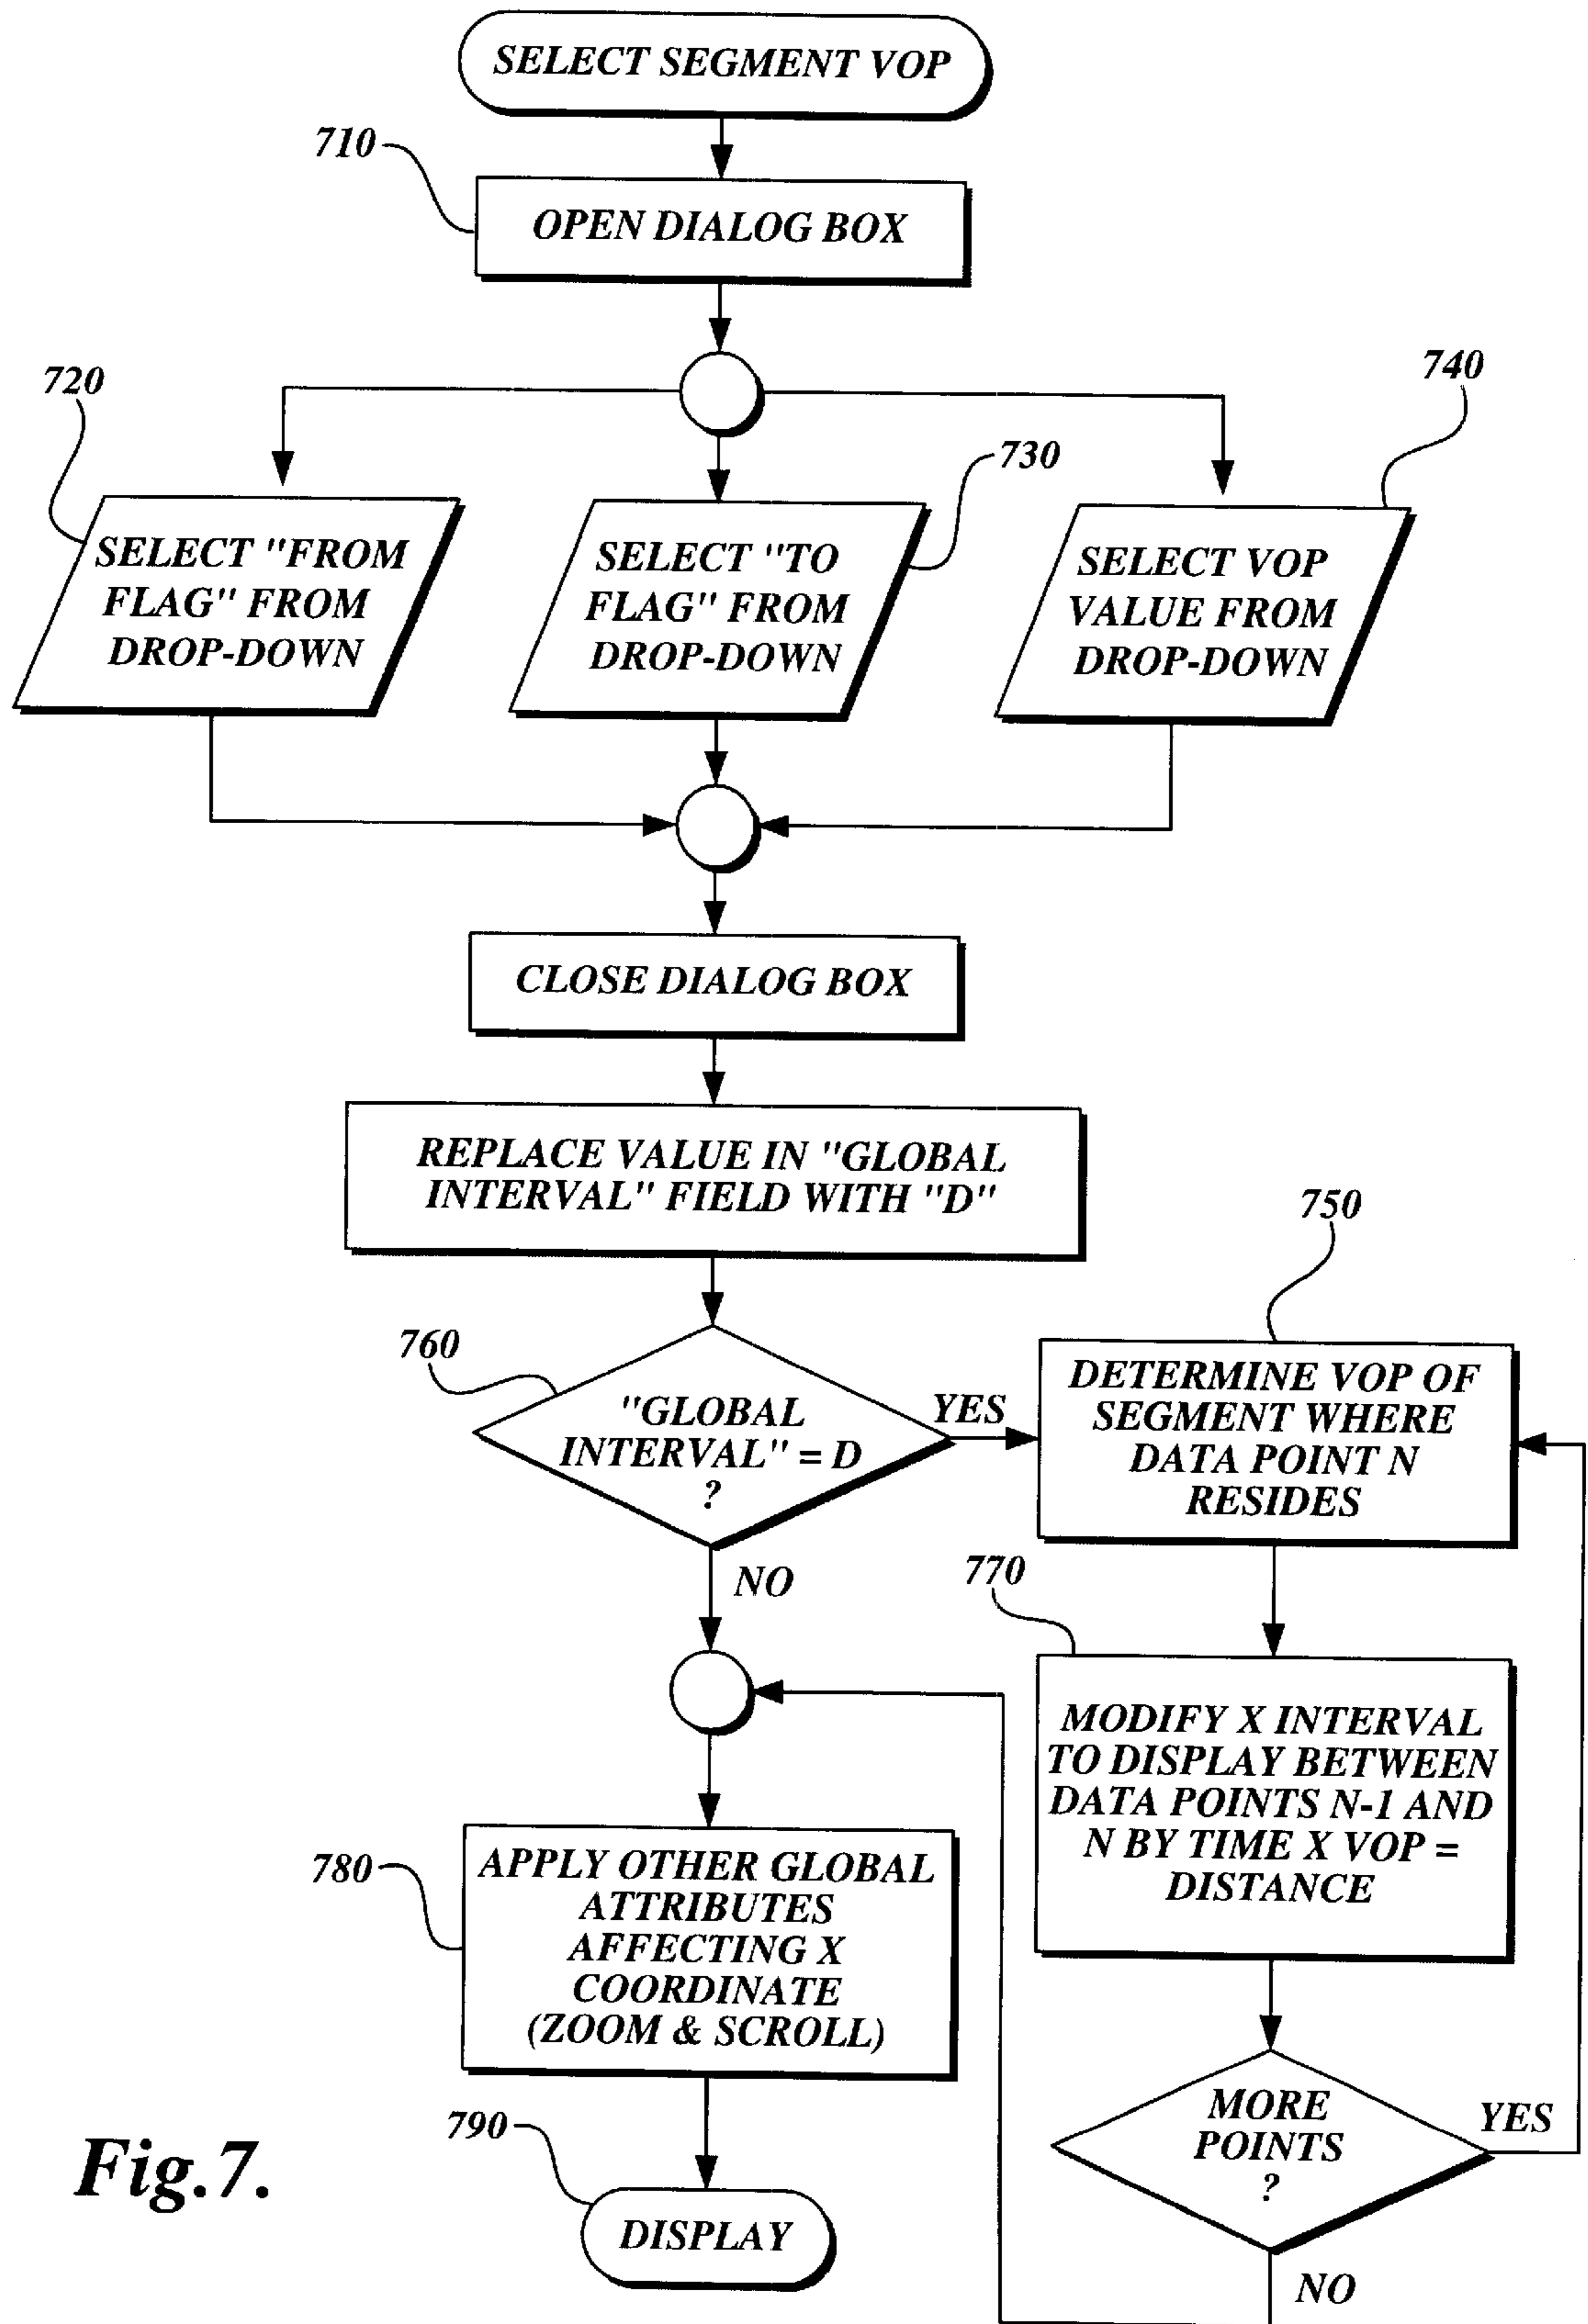 SELECT SEGMENT VOP
710
OPEN DIALOG BOX
720
740
730
SELECT "FROM
FLAG" FROM
DROP-DOWN
SELECT "TO
FLAG" FROM
DROP-DOWN
SELECT VOP
VALUE FROM
DROP-DOWN
CLOSE DIALOG BOX
REPLACE VALUE IN "GLOBAL
INTERVAL" FIELD WITH "D"
750
760
"GLOBAL
INTERVAL" = D
?
YES
DETERMINE VOP OF
SEGMENT WHERE
DATA POINT N
RESIDES
NO
770
MODIFY X INTERVAL
TO DISPLAY BETWEEN
DATA POINTS N-1 AND
N BY TIME X VOP =
DISTANCE
780
APPLY OTHER GLOBAL
ATTRIBUTES
AFFECTING X
COORDINATE
(ZOOM & SCROLL)
MORE
POINTS
?
YES
790
DISPLAY
NO
Fig.7.